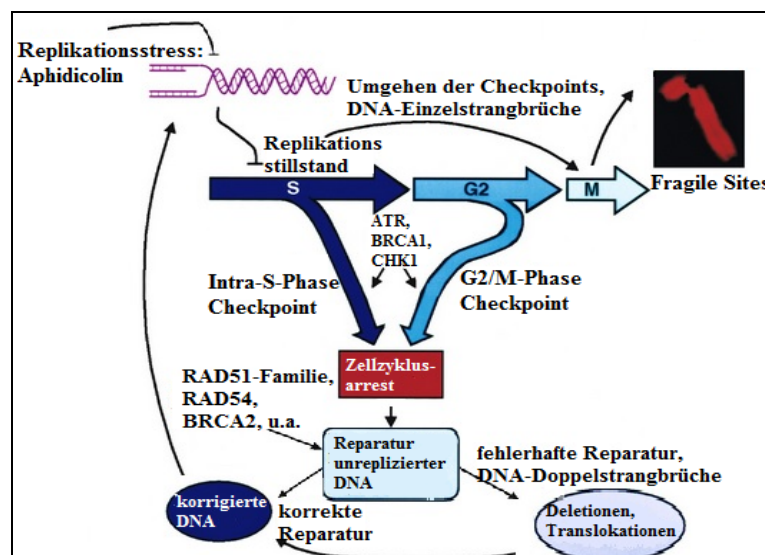 Replikationsstress:
Aphidicolin
Umgehen der Checkpoints,
DNA-Einzelstrangbrüche
Replikations
stillstand
S
G2
M
Fragile Sites
ATR,
BRCA1,
CHK1
Intra-S-Phase
Checkpoint
G2/M-Phase
Checkpoint
Zellzyklus-
arrest
RAD51-Familie,
RAD54,
BRCA2, u.a.
Reparatur
unreplizierter
DNA
fehlerhafte Reparatur,
DNA-Doppelstrangbrüche
korrigierte
DNA
korrekte
Reparatur
Deletionen,
Translokationen